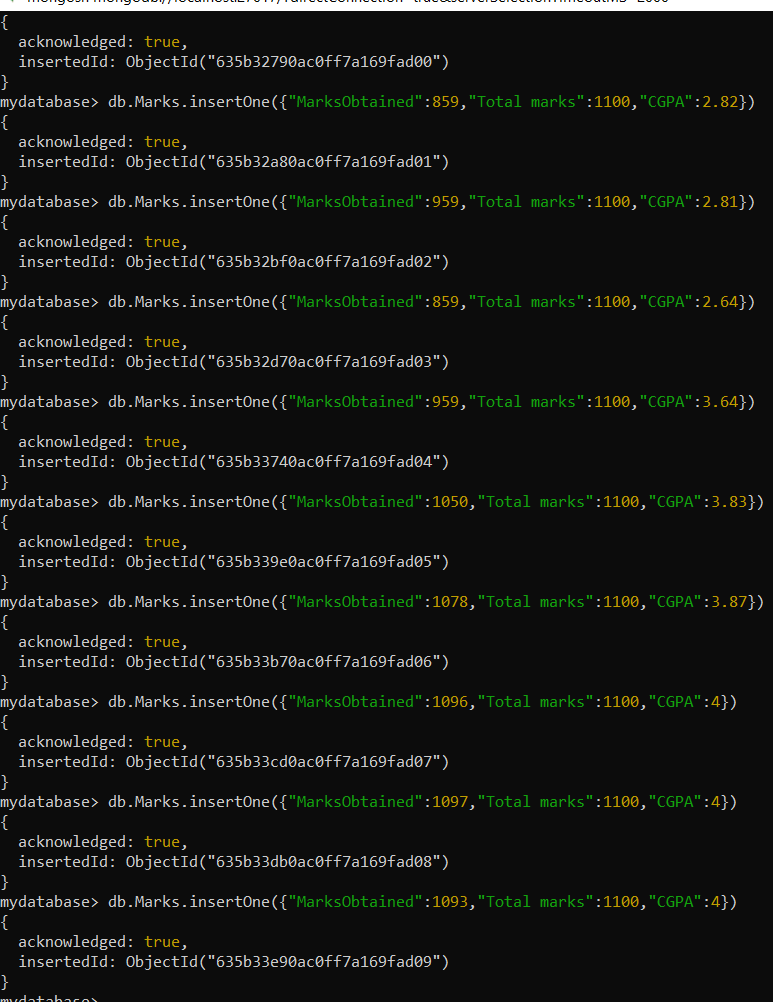 {
  acknowledged: true,
  insertedId: ObjectId("635b32790ac0ff7a169fad00")
}
mydatabase> db.Marks.insertOne({"MarksObtained":859,"Total marks":1100,"CGPA":2.82})
{
  acknowledged: true,
  insertedId: ObjectId("635b32a80ac0ff7a169fad01")
}
mydatabase> db.Marks.insertOne({"MarksObtained":959,"Total marks":1100,"CGPA":2.81})
{
  acknowledged: true,
  insertedId: ObjectId("635b32bf0ac0ff7a169fad02")
}
mydatabase> db.Marks.insertOne({"MarksObtained":859,"Total marks":1100,"CGPA":2.64})
{
  acknowledged: true,
  insertedId: ObjectId("635b32d70ac0ff7a169fad03")
}
mydatabase> db.Marks.insertOne({"MarksObtained":959,"Total marks":1100,"CGPA":3.64})
{
  acknowledged: true,
  insertedId: ObjectId("635b33740ac0ff7a169fad04")
}
mydatabase> db.Marks.insertOne({"MarksObtained":1050,"Total marks":1100,"CGPA":3.83})
{
  acknowledged: true,
  insertedId: ObjectId("635b339e0ac0ff7a169fad05")
}
mydatabase> db.Marks.insertOne({"MarksObtained":1078,"Total marks":1100,"CGPA":3.87})
{
  acknowledged: true,
  insertedId: ObjectId("635b33b70ac0ff7a169fad06")
}
mydatabase> db.Marks.insertOne({"MarksObtained":1096,"Total marks":1100,"CGPA":4})
{
  acknowledged: true,
  insertedId: ObjectId("635b33cd0ac0ff7a169fad07")
}
mydatabase> db.Marks.insertOne({"MarksObtained":1097,"Total marks":1100,"CGPA":4})
{
  acknowledged: true,
  insertedId: ObjectId("635b33db0ac0ff7a169fad08")
}
mydatabase> db.Marks.insertOne({"MarksObtained":1093,"Total marks":1100,"CGPA":4})
{
  acknowledged: true,
  insertedId: ObjectId("635b33e90ac0ff7a169fad09")
}
mydatabase>